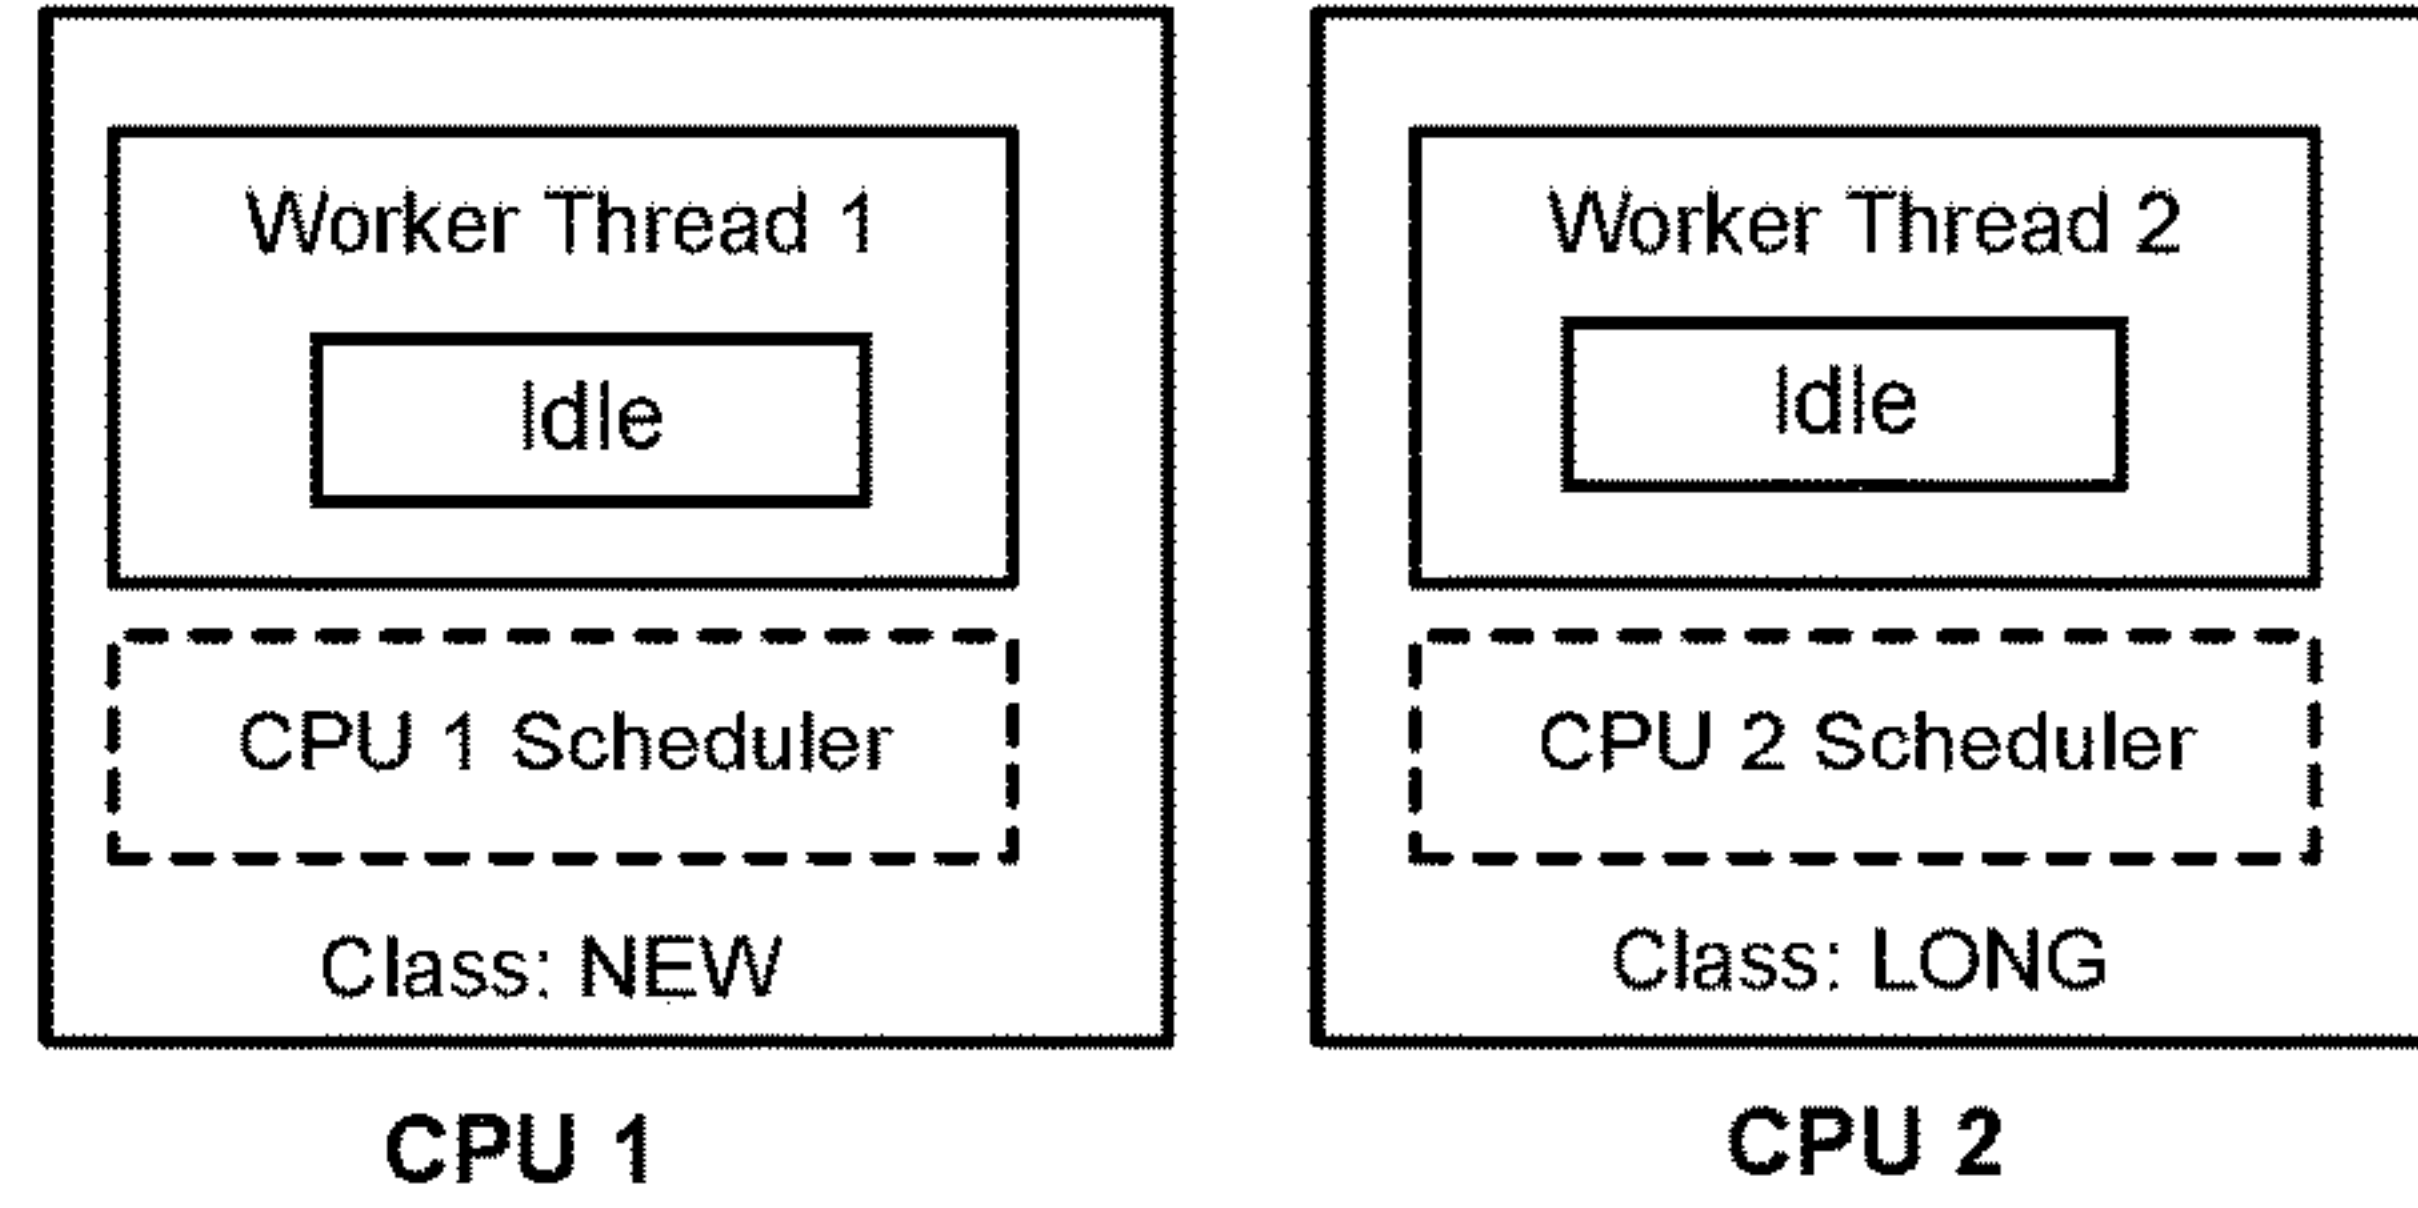 Worker Thread 1
Idle
CPU 1 Scheduler
Class: NEW
CPU 1
Worker Thread 2
Idle
CPU 2 Scheduler
Class: LONG
CPU 2